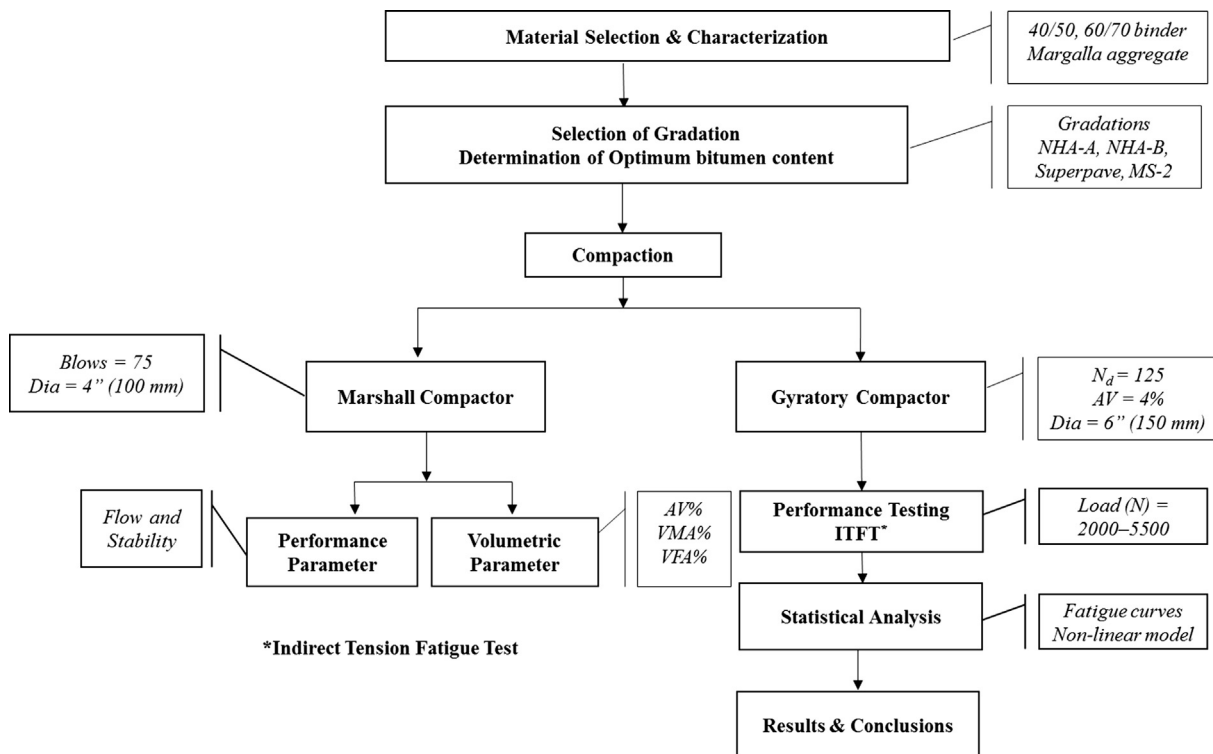 Material Selection & Characterization
40/50, 60/70 binder
Margalla aggregate
Selection of Gradation
Determination of Optimum bitumen content
Gradations
NHA-A, NHA-B,
Superpave, MS-2
Compaction
Blows = 75
Dia = 4” (100 mm)
Marshall Compactor
Gyratory Compactor
N_d = 125
AV = 4%
Dia = 6” (150 mm)
Flow and
Stability
Performance
Parameter
Volumetric
Parameter
AV%
VMA%
VFA%
Performance Testing
ITFT*
Load (N) =
2000–5500
Statistical Analysis
Fatigue curves
Non-linear model
*Indirect Tension Fatigue Test
Results & Conclusions